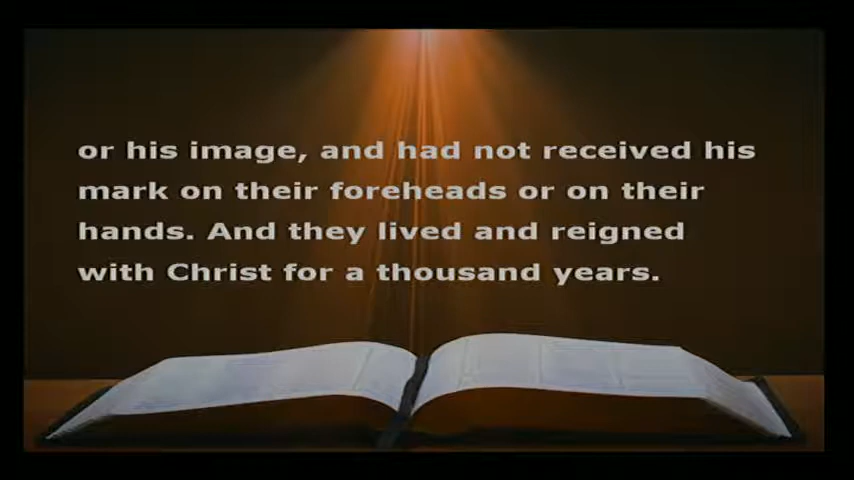 or his image, and had not received his
mark on their foreheads or on their
hands. And they lived and reigned
with Christ for a thousand years.